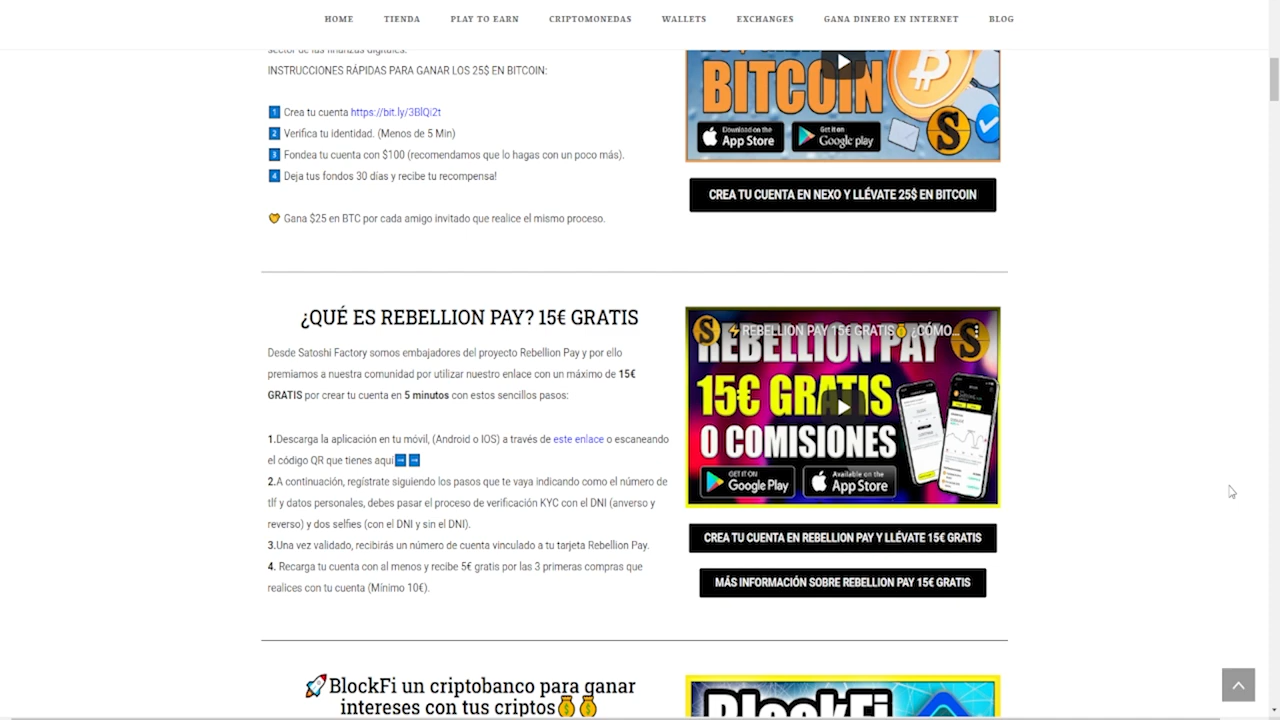 HOME TIENDA PLAY TO EARN CRIPTOMONEDAS WALLETS EXCHANGES GANA DINERO EN INTERNET BLOG
sector de las finanzas digitales.
INSTRUCCIONES RÁPIDAS PARA GANAR LOS 25$ EN BITCOIN:
1 Crea tu cuenta https://bit.ly/3BlQi2t
2 Verifica tu identidad. (Menos de 5 Min)
3 Fondea tu cuenta con $100 (recomendamos que lo hagas con un poco más).
4 Deja tus fondos 30 días y recibe tu recompensa!
Gana $25 en BTC por cada amigo invitado que realice el mismo proceso.
BITCOIN
Download on the
App Store
Get it on
Google play
CREA TU CUENTA EN NEXO Y LLÉVATE 25$ EN BITCOIN
¿QUÉ ES REBELLION PAY? 15€ GRATIS
Desde Satoshi Factory somos embajadores del proyecto Rebellion Pay y por ello
premiamos a nuestra comunidad por utilizar nuestro enlace con un máximo de 15€
GRATIS por crear tu cuenta en 5 minutos con estos sencillos pasos:
1.Descarga la aplicación en tu móvil, (Android o IOS) a través de este enlace o escaneando
el código QR que tienes aquí
2.A continuación, regístrate siguiendo los pasos que te vaya indicando como el número de
tlf y datos personales, debes pasar el proceso de verificación KYC con el DNI (anverso y
reverso) y dos selfies (con el DNI y sin el DNI).
3.Una vez validado, recibirás un número de cuenta vinculado a tu tarjeta Rebellion Pay.
4. Recarga tu cuenta con al menos y recibe 5€ gratis por las 3 primeras compras que
realices con tu cuenta (Mínimo 10€).
REBELLION PAY 15€ GRATIS ¿CÓMO...
REBELLION PAY
15€ GRATIS
0 COMISIONES
GET IT ON
Google Play
Available on the
App Store
CREA TU CUENTA EN REBELLION PAY Y LLÉVATE 15€ GRATIS
MÁS INFORMACIÓN SOBRE REBELLION PAY 15€ GRATIS
BlockFi un criptobanco para ganar
intereses con tus criptos
BlockFi